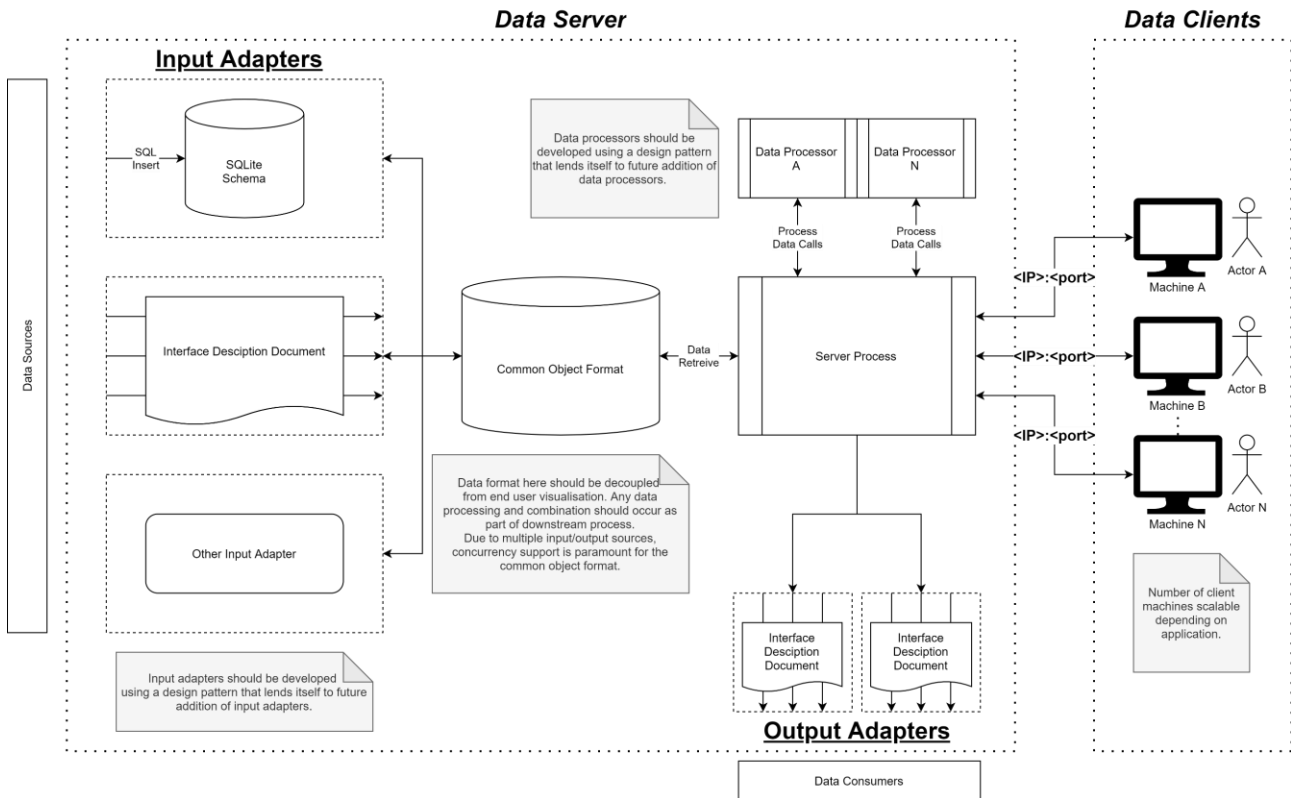 Data Server
Data Clients
Input Adapters
Data Sources
SQL
Insert
SQLite
Schema
Data processors should be
developed using a design pattern
that lends itself to future addition of
data processors.
Data Processor
A
Data Processor
N
Process
Data Calls
Process
Data Calls
Interface Desciption Document
Common Object Format
Data
Retreive
Server Process
<IP>:<port>
<IP>:<port>
<IP>:<port>
Machine A
Actor A
Machine B
Actor B
Machine N
Actor N
Other Input Adapter
Data format here should be decoupled
from end user visualisation. Any data
processing and combination should occur as
part of downstream process.
Due to multiple input/output sources,
concurrency support is paramount for the
common object format.
Number of client
machines scalable
depending on
application.
Input adapters should be developed
using a design pattern that lends itself to future
addition of input adapters.
Interface
Desciption
Document
Interface
Desciption
Document
Output Adapters
Data Consumers